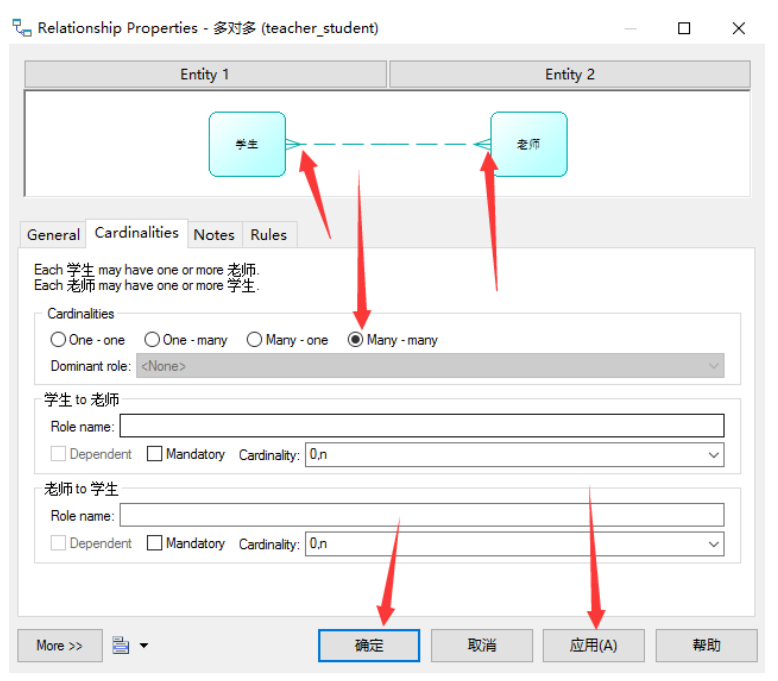 Relationship Properties - 多对多 (teacher_student)
Entity 1 Entity 2
学生 老师
General Cardinalities Notes Rules
Each 学生 may have one or more 老师.
Each 老师 may have one or more 学生.
Cardinalities
One - one One - many Many - one Many - many
Dominant role: <None>
学生 to 老师
Role name:
Dependent Mandatory Cardinality: 0,n
老师 to 学生
Role name:
Dependent Mandatory Cardinality: 0,n
More >> 确定 取消 应用(A) 帮助